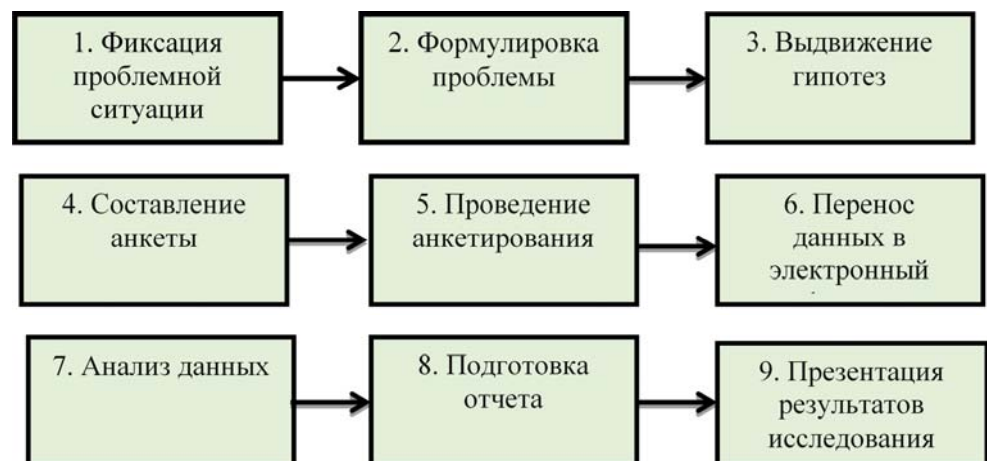 1. Фиксация
проблемной
ситуации
2. Формулировка
проблемы
3. Выдвижение
гипотез
4. Составление
анкеты
5. Проведение
анкетирования
6. Перенос
данных в
электронный
7. Анализ данных
8. Подготовка
отчета
9. Презентация
результатов
исследования